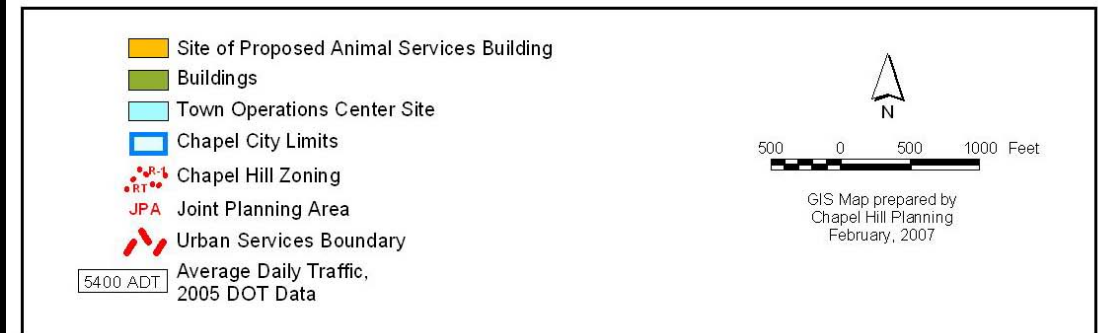 Site of Proposed Animal Services Building
Buildings
Town Operations Center Site
Chapel City Limits
R-1
RT
Chapel Hill Zoning
JPA Joint Planning Area
Urban Services Boundary
5400 ADT
Average Daily Traffic,
2005 DOT Data
N
500 0 500 1000 Feet
GIS Map prepared by
Chapel Hill Planning
February, 2007